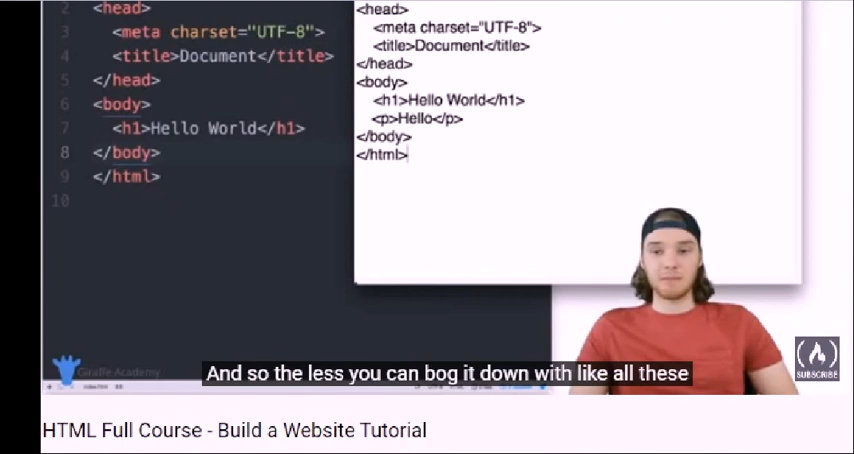 2 <head>
3 <meta charset="UTF-8">
4 <title>Document</title>
5 </head>
6 <body>
7 <h1>Hello World</h1>
8 </body>
9 </html>
10
<head>
<meta charset="UTF-8">
<title>Document</title>
</head>
<body>
<h1>Hello World</h1>
<p>Hello</p>
</body>
</html>
Giraffe Academy
SUBSCRIBE
And so the less you can bog it down with like all these
HTML Full Course - Build a Website Tutorial